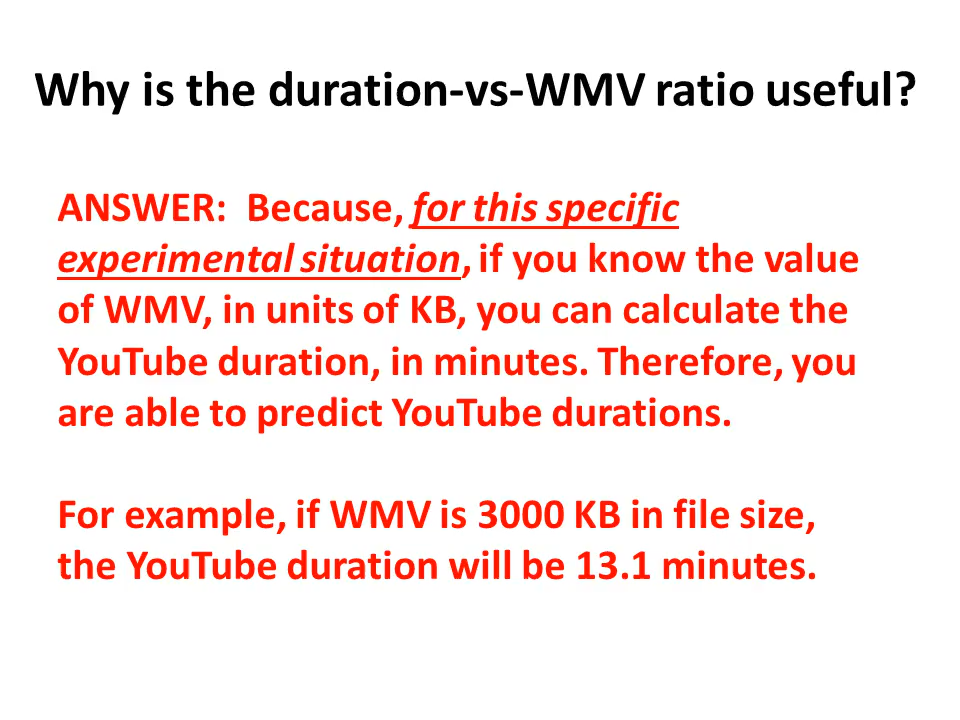 Why is the duration-vs-WMV ratio useful?
ANSWER:  Because, for this specific
experimental situation, if you know the value
of WMV, in units of KB, you can calculate the
YouTube duration, in minutes. Therefore, you
are able to predict YouTube durations.
For example, if WMV is 3000 KB in file size,
the YouTube duration will be 13.1 minutes.